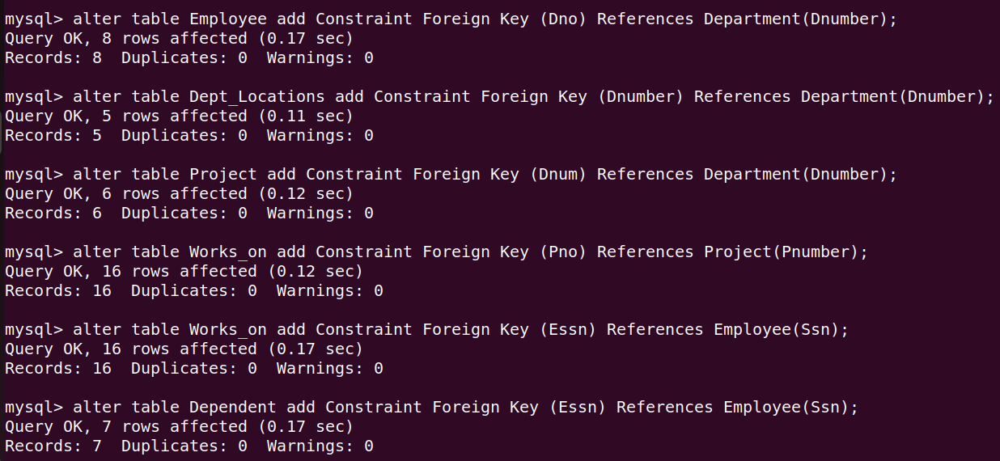 mysql> alter table Employee add Constraint Foreign Key (Dno) References Department(Dnumber);
Query OK, 8 rows affected (0.17 sec)
Records: 8  Duplicates: 0  Warnings: 0
mysql> alter table Dept_Locations add Constraint Foreign Key (Dnumber) References Department(Dnumber);
Query OK, 5 rows affected (0.11 sec)
Records: 5  Duplicates: 0  Warnings: 0
mysql> alter table Project add Constraint Foreign Key (Dnum) References Department(Dnumber);
Query OK, 6 rows affected (0.12 sec)
Records: 6  Duplicates: 0  Warnings: 0
mysql> alter table Works_on add Constraint Foreign Key (Pno) References Project(Pnumber);
Query OK, 16 rows affected (0.12 sec)
Records: 16  Duplicates: 0  Warnings: 0
mysql> alter table Works_on add Constraint Foreign Key (Essn) References Employee(Ssn);
Query OK, 16 rows affected (0.17 sec)
Records: 16  Duplicates: 0  Warnings: 0
mysql> alter table Dependent add Constraint Foreign Key (Essn) References Employee(Ssn);
Query OK, 7 rows affected (0.17 sec)
Records: 7  Duplicates: 0  Warnings: 0